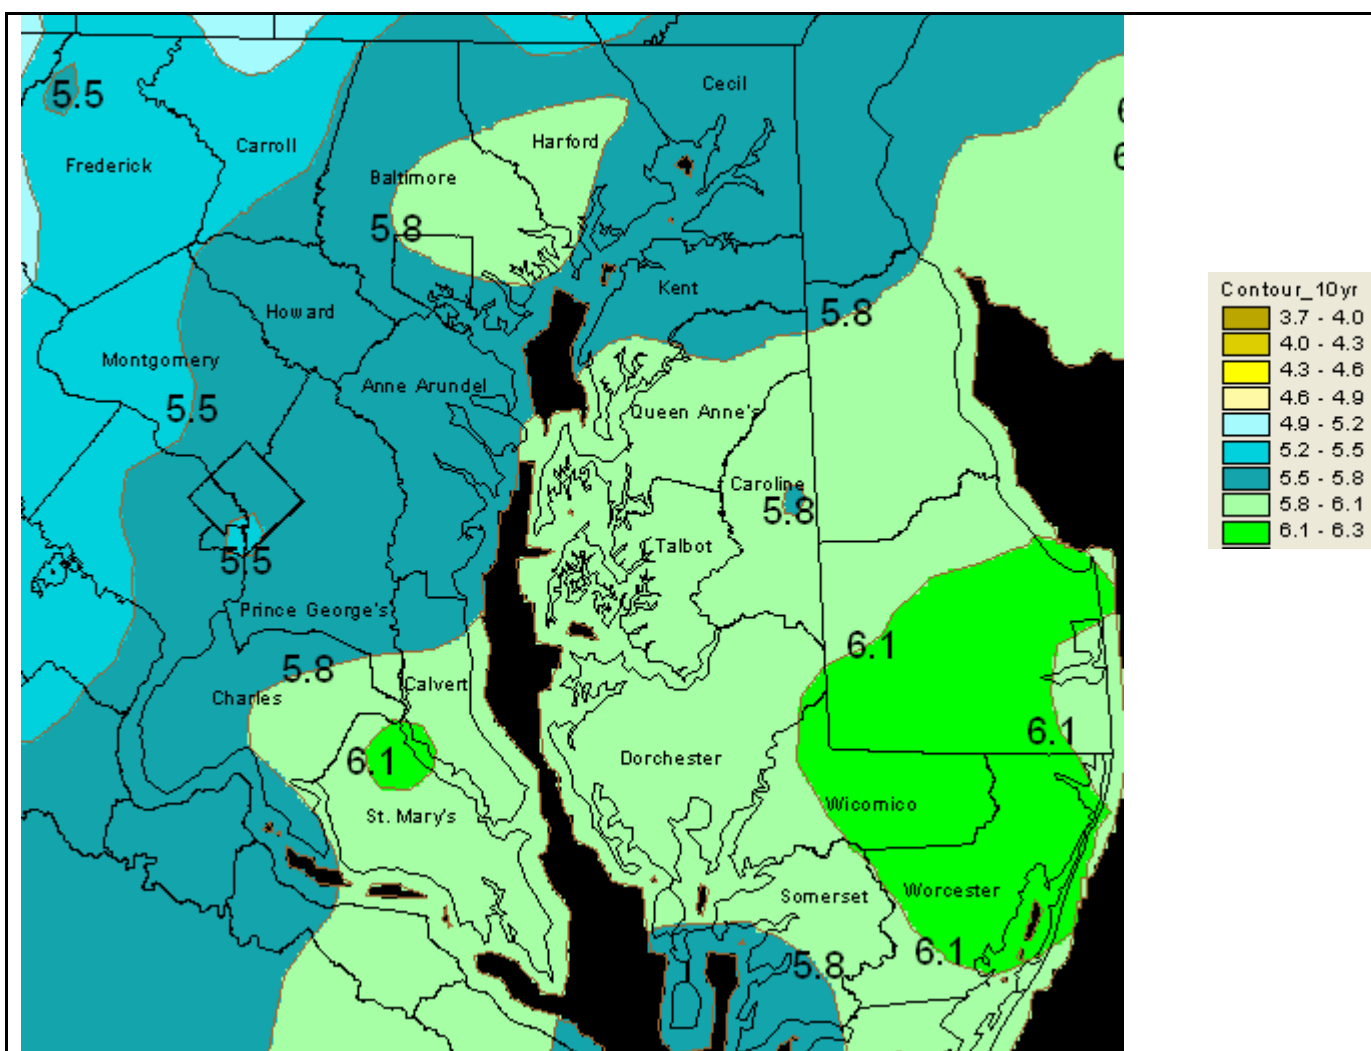 Cecil
5.5
Harford
Carroll
Frederick
Baltimore
5.8
Kent
Contour_10yr
Howard
5.8
3.7 - 4.0
4.0 - 4.3
Montgomery
4.3 - 4.6
Anne Arundel
4.6 - 4.9
5.5
Queen Anne's
4.9 - 5.2
5.2 - 5.5
5.5 - 5.8
Caroline
5.8
5.8 - 6.1
6.1 - 6.3
Talbot
5.5
Prince George's
6.1
5.8
Calvert
Charles
6.1
6.1
Dorchester
Wicomico
St. Mary's
Worcester
Somerset
6.1
5.8